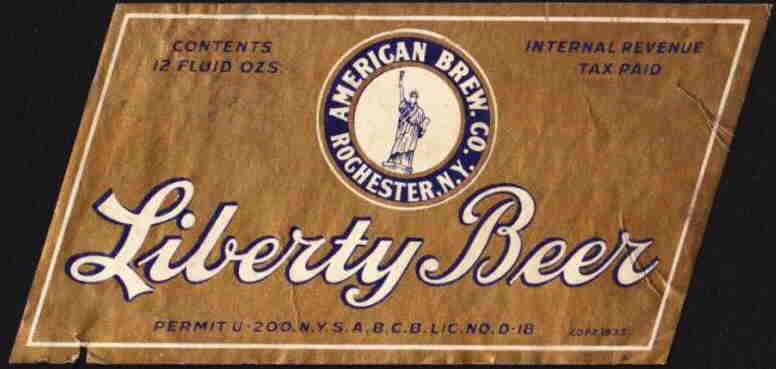 CONTENTS
12 FLUID OZS.
AMERICAN BREW. CO.
ROCHESTER, N.Y.
INTERNAL REVENUE
TAX PAID
Liberty Beer
PERMIT U-200. N.Y.S.A.B.C.B. LIC. NO. D-18